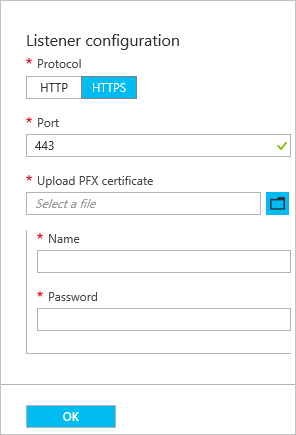 Listener configuration
* Protocol
HTTP HTTPS
* Port
443
* Upload PFX certificate
Select a file
* Name
* Password
OK